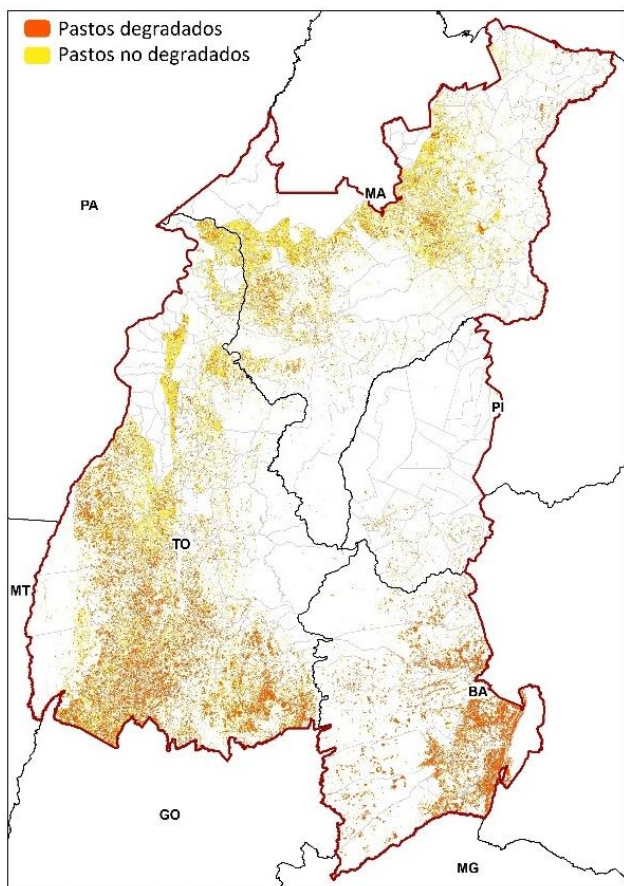 Pastos degradados
Pastos no degradados
PA
MA
PI
TO
MT
BA
GO
MG